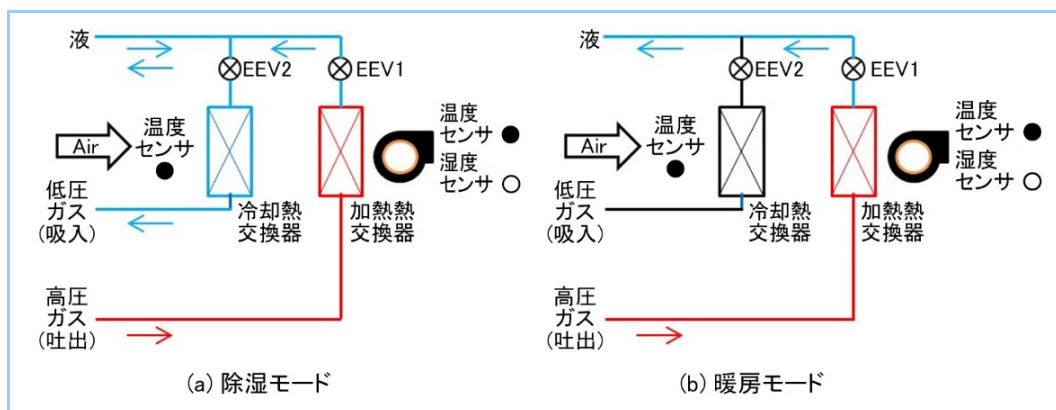 液
EEV2
EEV1
温度
センサ
Air
温度
センサ
湿度
センサ
低圧
ガス
(吸入)
冷却熱
交換器
加熱熱
交換器
高圧
ガス
(吐出)
(a) 除湿モード
液
EEV2
EEV1
温度
センサ
Air
温度
センサ
湿度
センサ
低圧
ガス
(吸入)
冷却熱
交換器
加熱熱
交換器
高圧
ガス
(吐出)
(b) 暖房モード